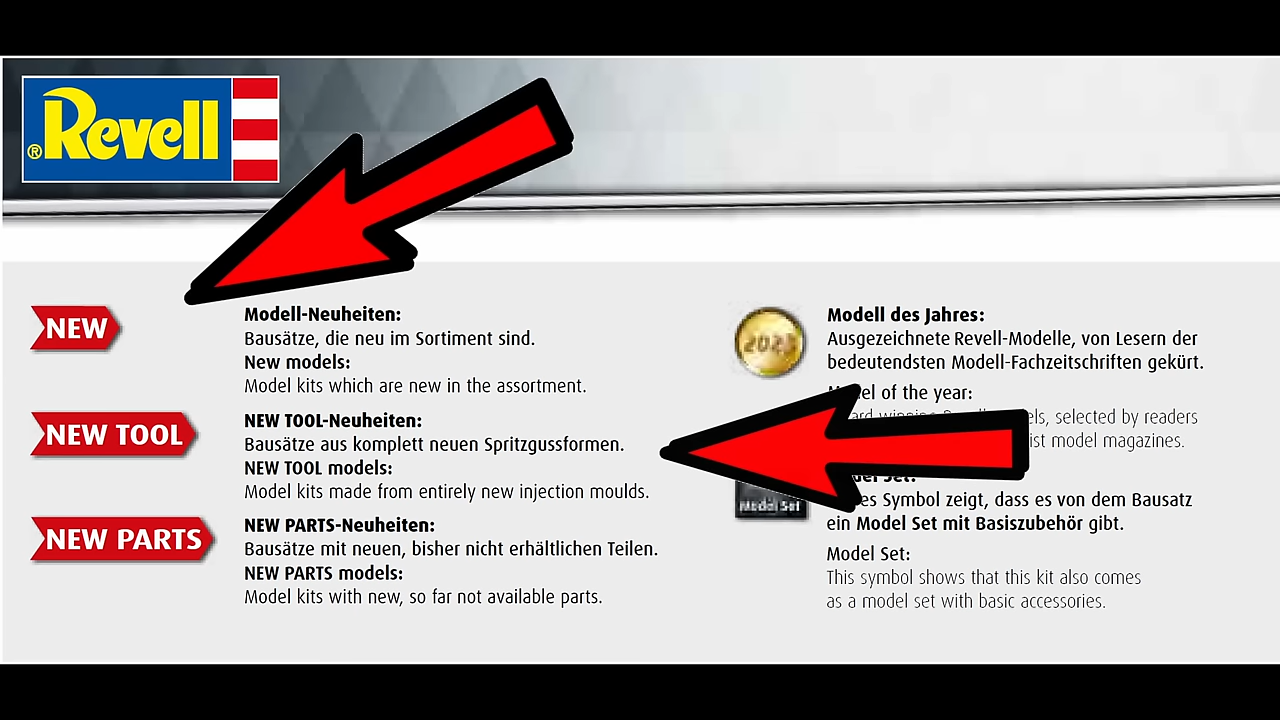 ®Revell
NEW
Modell-Neuheiten:
Bausätze, die neu im Sortiment sind.
New models:
Model kits which are new in the assortment.
NEW TOOL
NEW TOOL-Neuheiten:
Bausätze aus komplett neuen Spritzgussformen.
NEW TOOL models:
Model kits made from entirely new injection moulds.
NEW PARTS
NEW PARTS-Neuheiten:
Bausätze mit neuen, bisher nicht erhältlichen Teilen.
NEW PARTS models:
Model kits with new, so far not available parts.
Modell des Jahres:
Ausgezeichnete Revell-Modelle, von Lesern der
bedeutendsten Modell-Fachzeitschriften gekürt.
of the year:
selected by readers
model magazines.
Model Set
Set:
Symbol zeigt, dass es von dem Bausatz
ein Model Set mit Basiszubehör gibt.
Model Set:
This symbol shows that this kit also comes
as a model set with basic accessories.